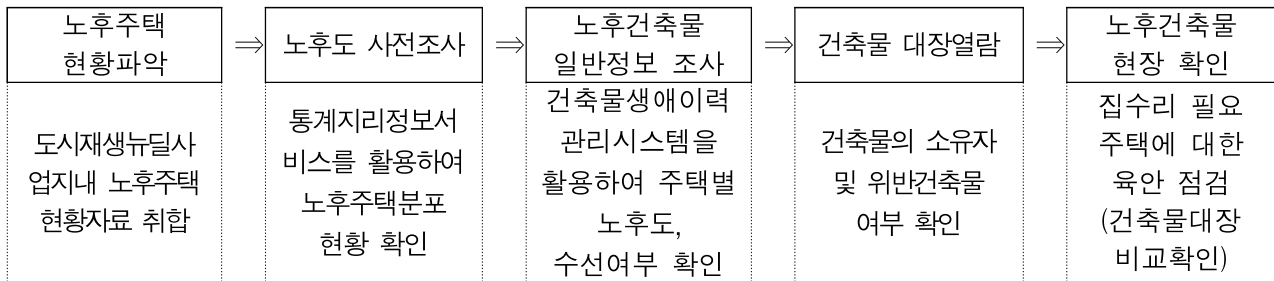 노후주택
현황파악
⇒
노후도 사전조사
⇒
노후건축물
일반정보 조사
⇒
건축물 대장열람
⇒
노후건축물
현장 확인
도시재생뉴딜사
업지내 노후주택
현황자료 취합
통계지리정보서
비스를 활용하여
노후주택분포
현황 확인
건축물생애이력
관리시스템을
활용하여 주택별
노후도,
수선여부 확인
건축물의 소유자
및 위반건축물
여부 확인
집수리 필요
주택에 대한
육안 점검
(건축물대장
비교확인)